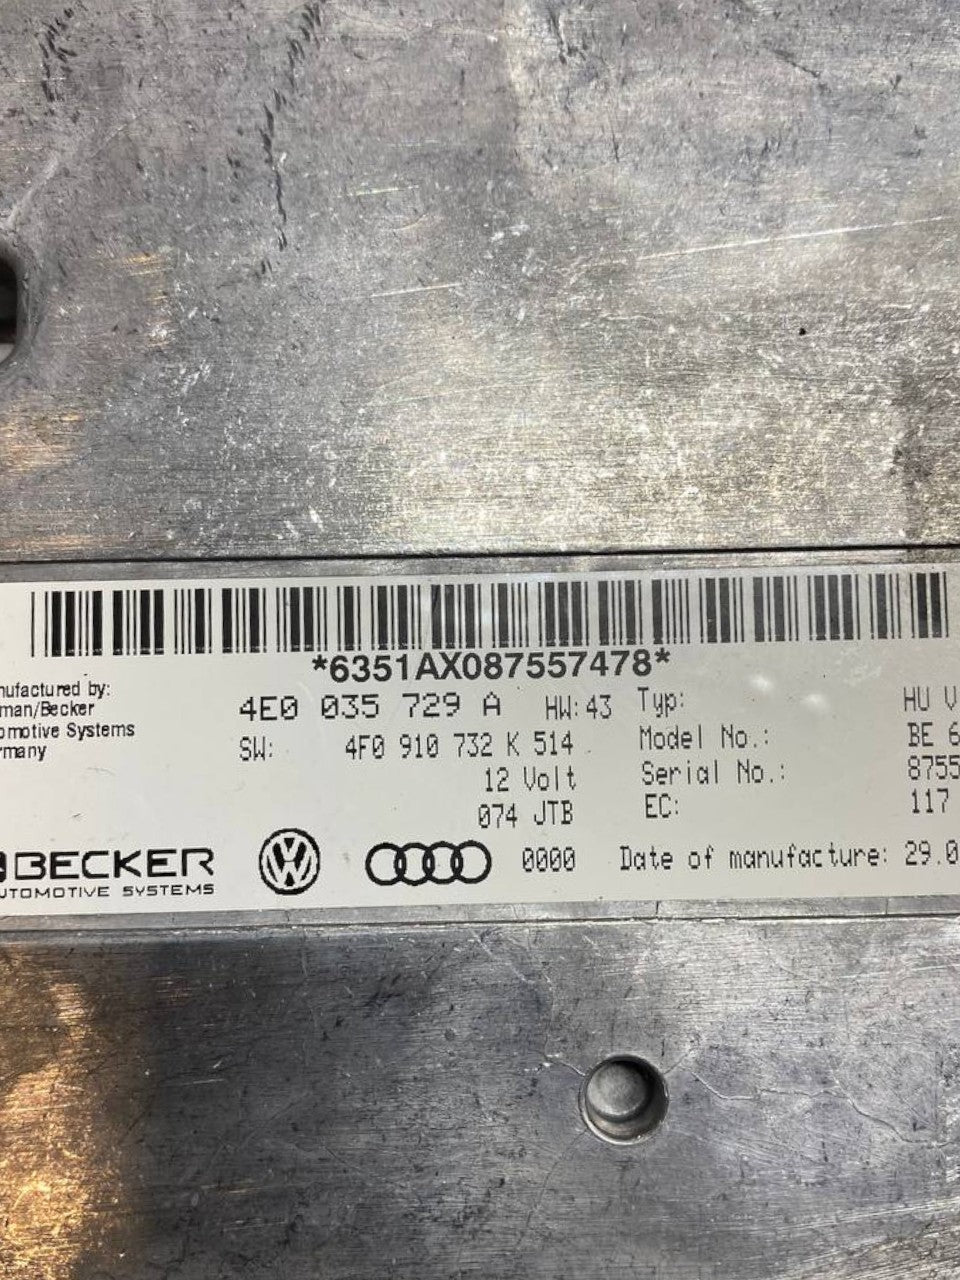 *6351AX087557478*
nufactured by:
man/Becker
omotive Systems
many
4E0 035 729 A HW:43
SW: 4F0 910 732 K 514
12 Volt
074 JTB
0000
Typ: HU V
Model No.: BE 6
Serial No.: 8755
EC: 117
Date of manufacture: 29.0
BECKER
UTOMOTIVE SYSTEMS